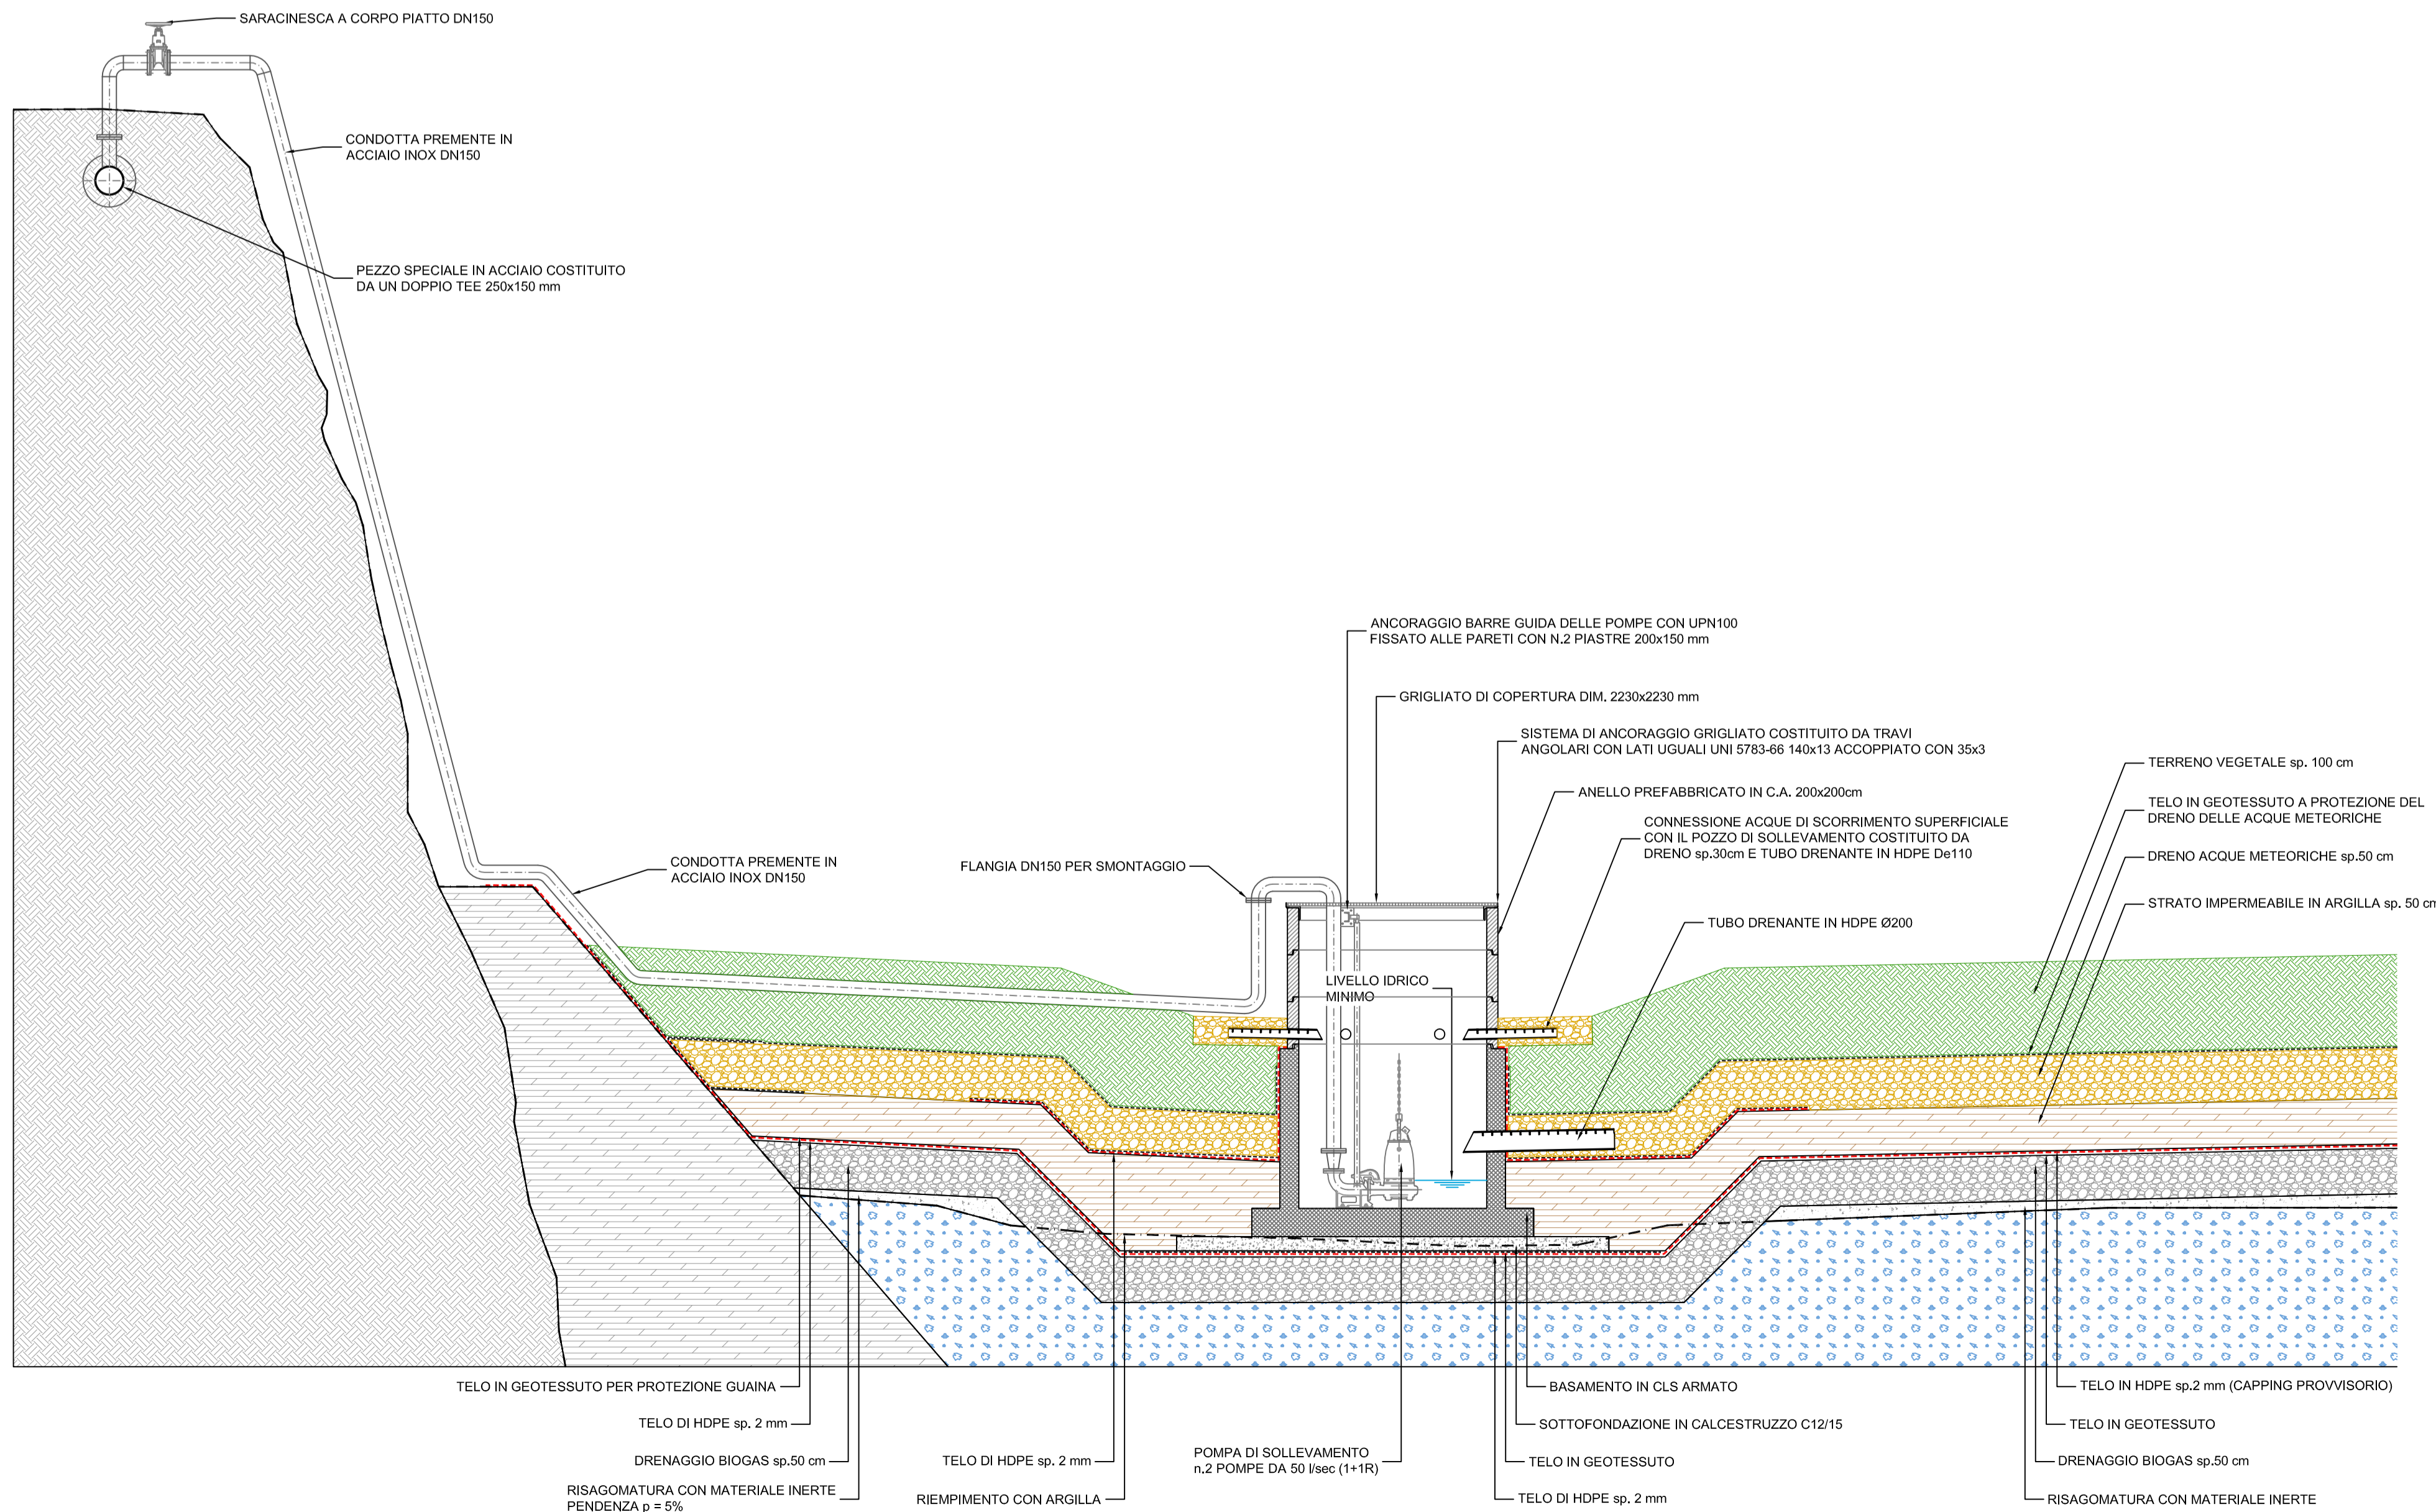 SARACINESCA A CORPO PIATTO DN150
CONDOTTA PREMENTE IN
ACCIAIO INOX DN150
PEZZO SPECIALE IN ACCIAIO COSTITUITO
DA UN DOPPIO TEE 250x150 mm
ANCORAGGIO BARRE GUIDA DELLE POMPE CON UPN100
FISSATO ALLE PARETI CON N.2 PIASTRE 200x150 mm
GRIGLIATO DI COPERTURA DIM. 2230x2230 mm
SISTEMA DI ANCORAGGIO GRIGLIATO COSTITUITO DA TRAVI
ANGOLARI CON LATI UGUALI UNI 5783-66 140x13 ACCOPPIATO CON 35x3
ANELLO PREFABBRICATO IN C.A. 200x200cm
CONNESSIONE ACQUE DI SCORRIMENTO SUPERFICIALE
CON IL POZZO DI SOLLEVAMENTO COSTITUITO DA
DRENO sp.30cm E TUBO DRENANTE IN HDPE De110
TUBO DRENANTE IN HDPE Ø200
TERRENO VEGETALE sp. 100 cm
TELO IN GEOTESSUTO A PROTEZIONE DEL
DRENO DELLE ACQUE METEORICHE
DRENO ACQUE METEORICHE sp.50 cm
STRATO IMPERMEABILE IN ARGILLA sp. 50 cm
CONDOTTA PREMENTE IN
ACCIAIO INOX DN150
FLANGIA DN150 PER SMONTAGGIO
LIVELLO IDRICO
MINIMO
TELO IN GEOTESSUTO PER PROTEZIONE GUAINA
TELO DI HDPE sp. 2 mm
DRENAGGIO BIOGAS sp.50 cm
RISAGOMATURA CON MATERIALE INERTE
PENDENZA p = 5%
TELO DI HDPE sp. 2 mm
RIEMPIMENTO CON ARGILLA
POMPA DI SOLLEVAMENTO
n.2 POMPE DA 50 l/sec (1+1R)
BASAMENTO IN CLS ARMATO
SOTTOFONDAZIONE IN CALCESTRUZZO C12/15
TELO IN GEOTESSUTO
TELO DI HDPE sp. 2 mm
TELO IN HDPE sp.2 mm (CAPPING PROVVISORIO)
TELO IN GEOTESSUTO
DRENAGGIO BIOGAS sp.50 cm
RISAGOMATURA CON MATERIALE INERTE